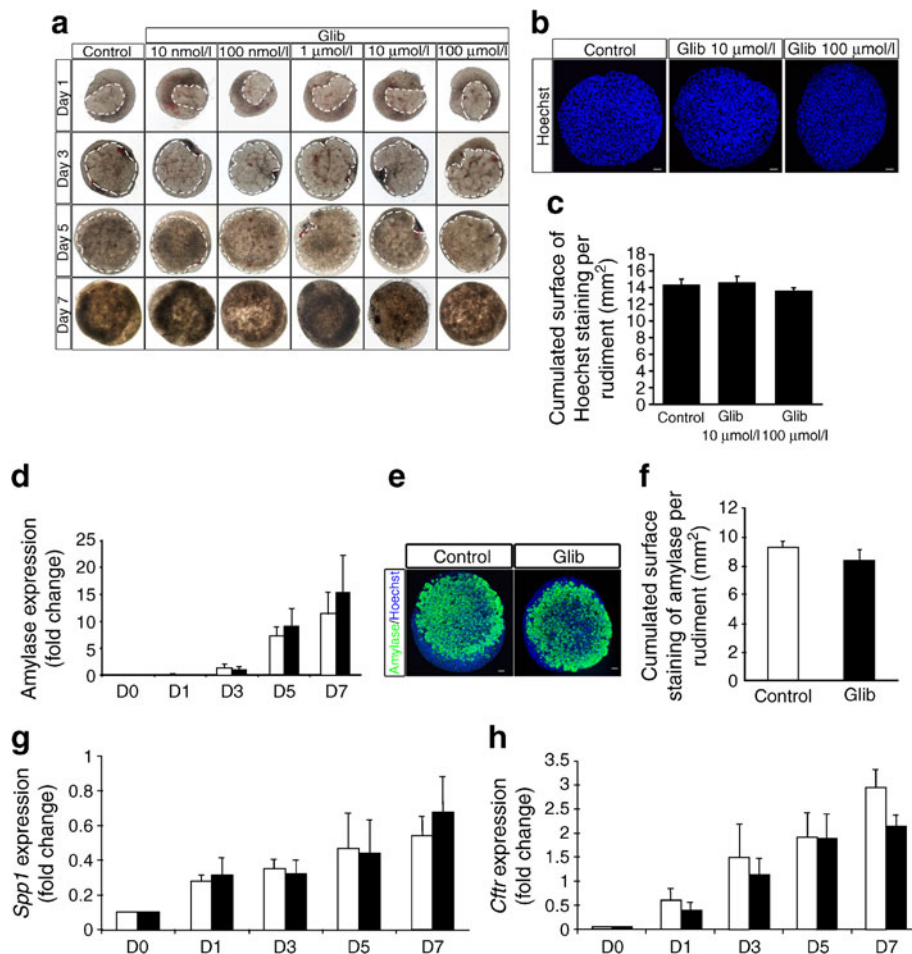 a
Glib
Control 10 nmol/l 100 nmol/l 1 μmol/l 10 μmol/l 100 μmol/l
Day 1
Day 3
Day 5
Day 7
b
Control Glib 10 μmol/l Glib 100 μmol/l
Hoechst
c
Cumulated surface of
Hoechst staining per
rudiment (mm²)
18
16
14
12
10
8
6
4
2
0
Control Glib Glib
10 μmol/l 100 μmol/l
d
Amylase expression
(fold change)
25
20
15
10
5
0
D0 D1 D3 D5 D7
e
Control Glib
Amylase/Hoechst
f
Cumulated surface
staining of amylase per
rudiment (mm²)
12
10
8
6
4
2
0
Control Glib
g
Spp1 expression
(fold change)
1
0.8
0.6
0.4
0.2
0
D0 D1 D3 D5 D7
h
Cftr expression
(fold change)
3.5
3
2.5
2
1.5
1
0.5
0
D0 D1 D3 D5 D7